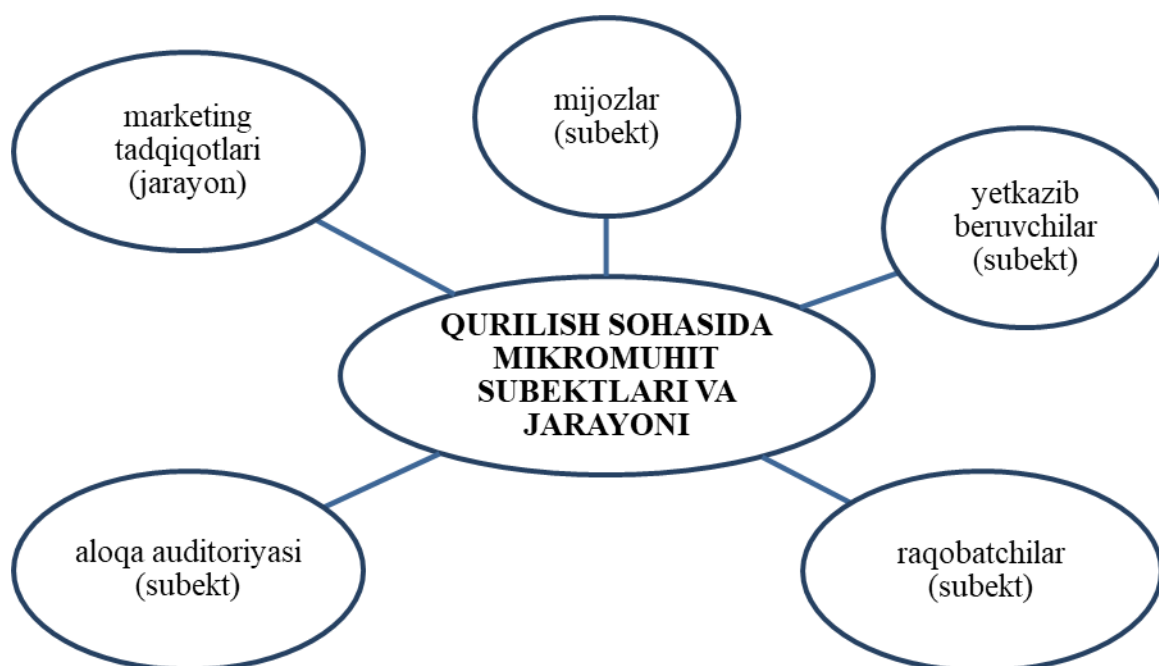 marketing
tadqiqotlari
(jarayon)
mijozlar
(subekt)
yetkazib
beruvchilar
(subekt)
QURILISH SOHASIDA
MIKROMUHIT
SUBEKTLARI VA
JARAYONI
aloqa auditoriyasi
(subekt)
raqobatchilar
(subekt)